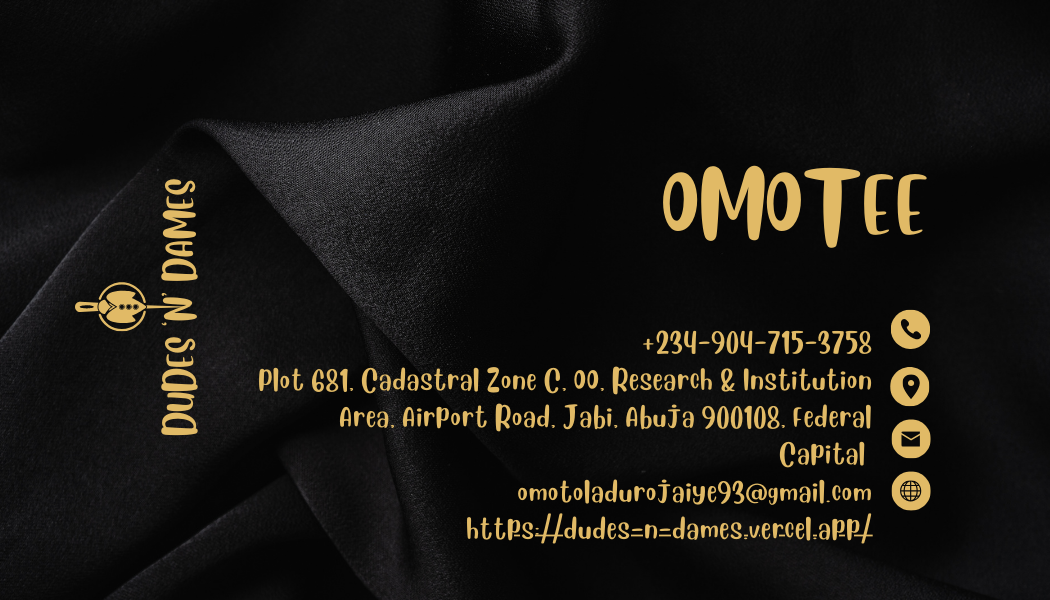 OMOTEE
DUDES 'N' DAMES
+234-904-715-3758
Plot 681, Cadastral Zone C, 00, Research & Institution
Area, Airport Road, Jabi, Abuja 900108, Federal
Capital
omotoladurojaiye93@gmail.com
https://dudes-n-dames.vercel.app/